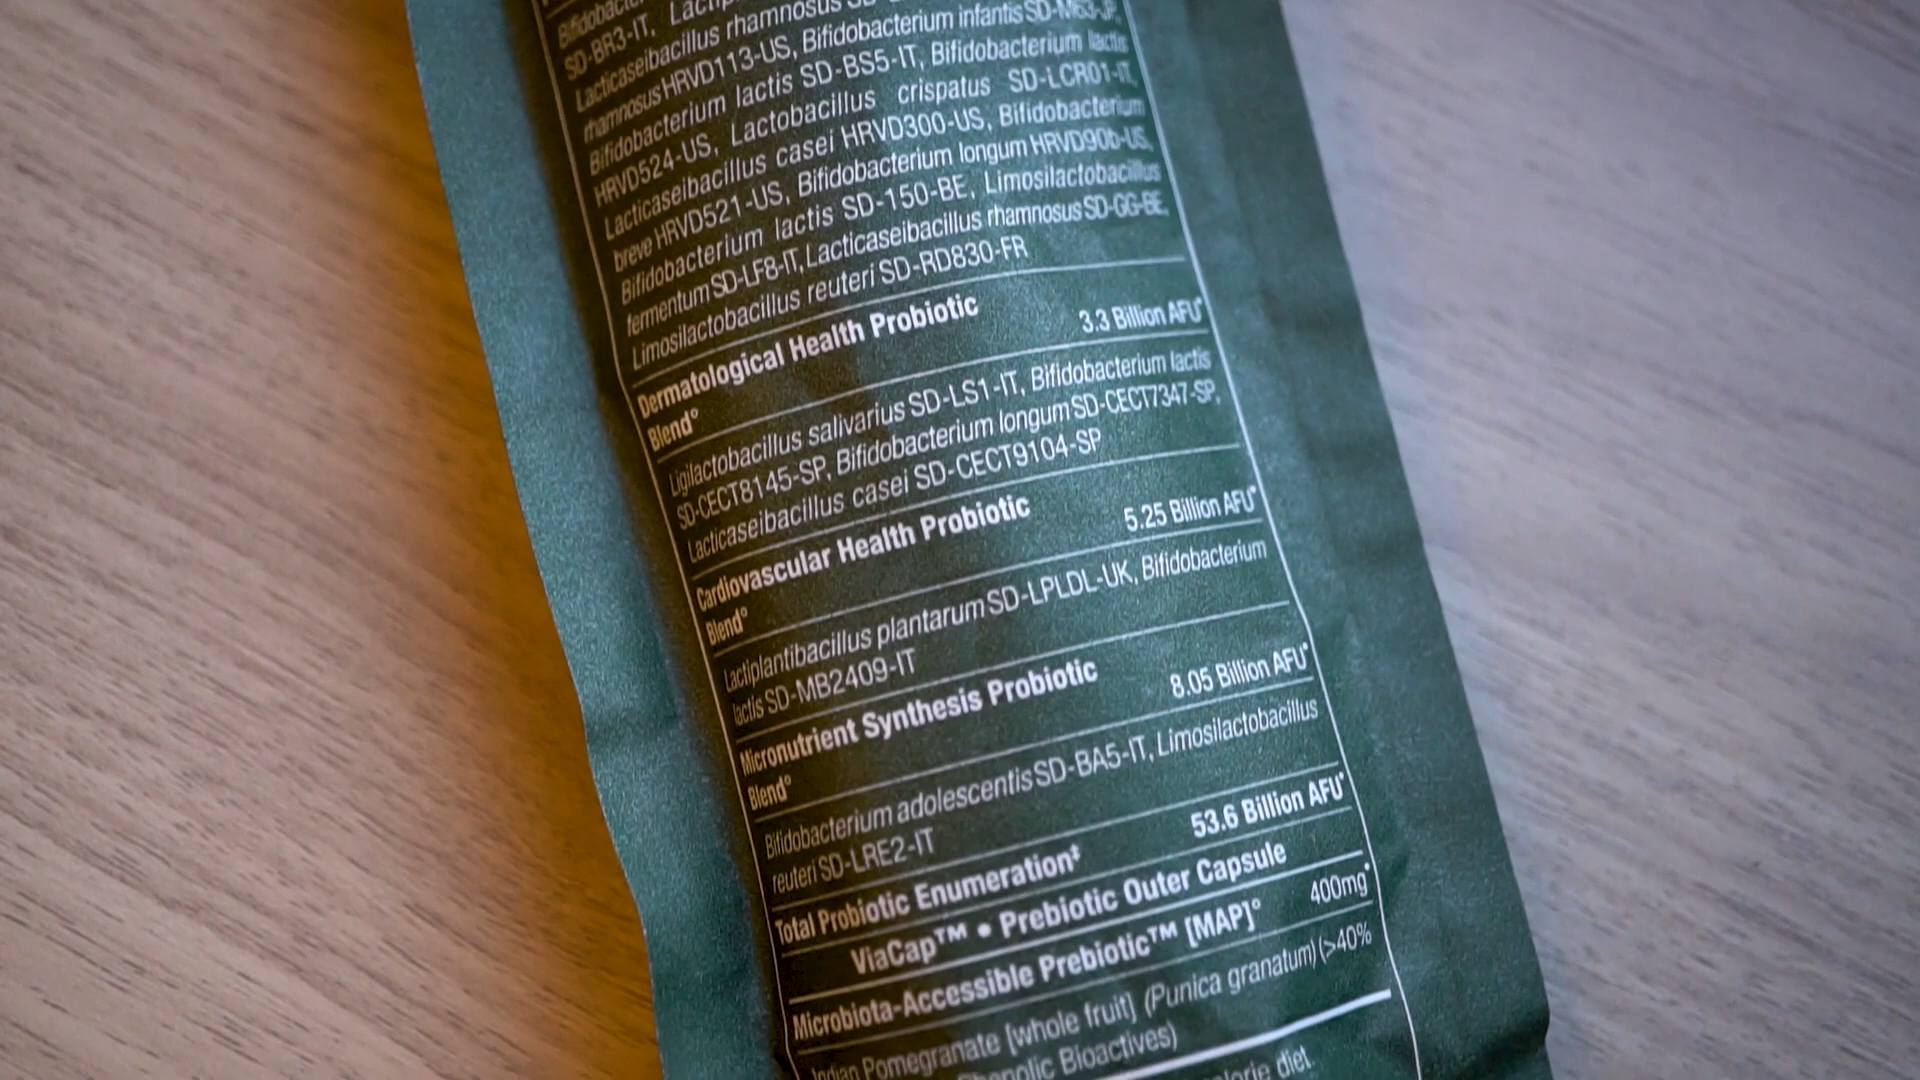 SD-BR3-IT,
Lacticaseibacillus rhamnosus
rhamnosus HRVD113-US, Bifidobacterium infantis SD-M63-JP,
Bifidobacterium lactis SD-BS5-IT, Bifidobacterium lactis
HRVD524-US, Lactobacillus crispatus SD-LCR01-IT,
Lacticaseibacillus casei HRVD300-US, Bifidobacterium
breve HRVD521-US, Bifidobacterium longum HRVD90b-US,
Bifidobacterium lactis SD-150-BE, Limosilactobacillus
fermentum SD-LF8-IT, Lacticaseibacillus rhamnosus SD-GG-BE,
Limosilactobacillus reuteri SD-RD830-FR
Dermatological Health Probiotic
Blend° 3.3 Billion AFU*
Ligilactobacillus salivarius SD-LS1-IT, Bifidobacterium lactis
SD-CECT8145-SP, Bifidobacterium longum SD-CECT7347-SP,
Lacticaseibacillus casei SD-CECT9104-SP
Cardiovascular Health Probiotic
Blend° 5.25 Billion AFU*
Lactiplantibacillus plantarum SD-LPLDL-UK, Bifidobacterium
lactis SD-MB2409-IT
Micronutrient Synthesis Probiotic
Blend° 8.05 Billion AFU*
Bifidobacterium adolescentis SD-BA5-IT, Limosilactobacillus
reuteri SD-LRE2-IT
Total Probiotic Enumeration‡ 53.6 Billion AFU*
ViaCap™ • Prebiotic Outer Capsule
Microbiota-Accessible Prebiotic™ [MAP]° 400mg*
Indian Pomegranate [whole fruit] (Punica granatum) (>40%
Bioactives)
diet.